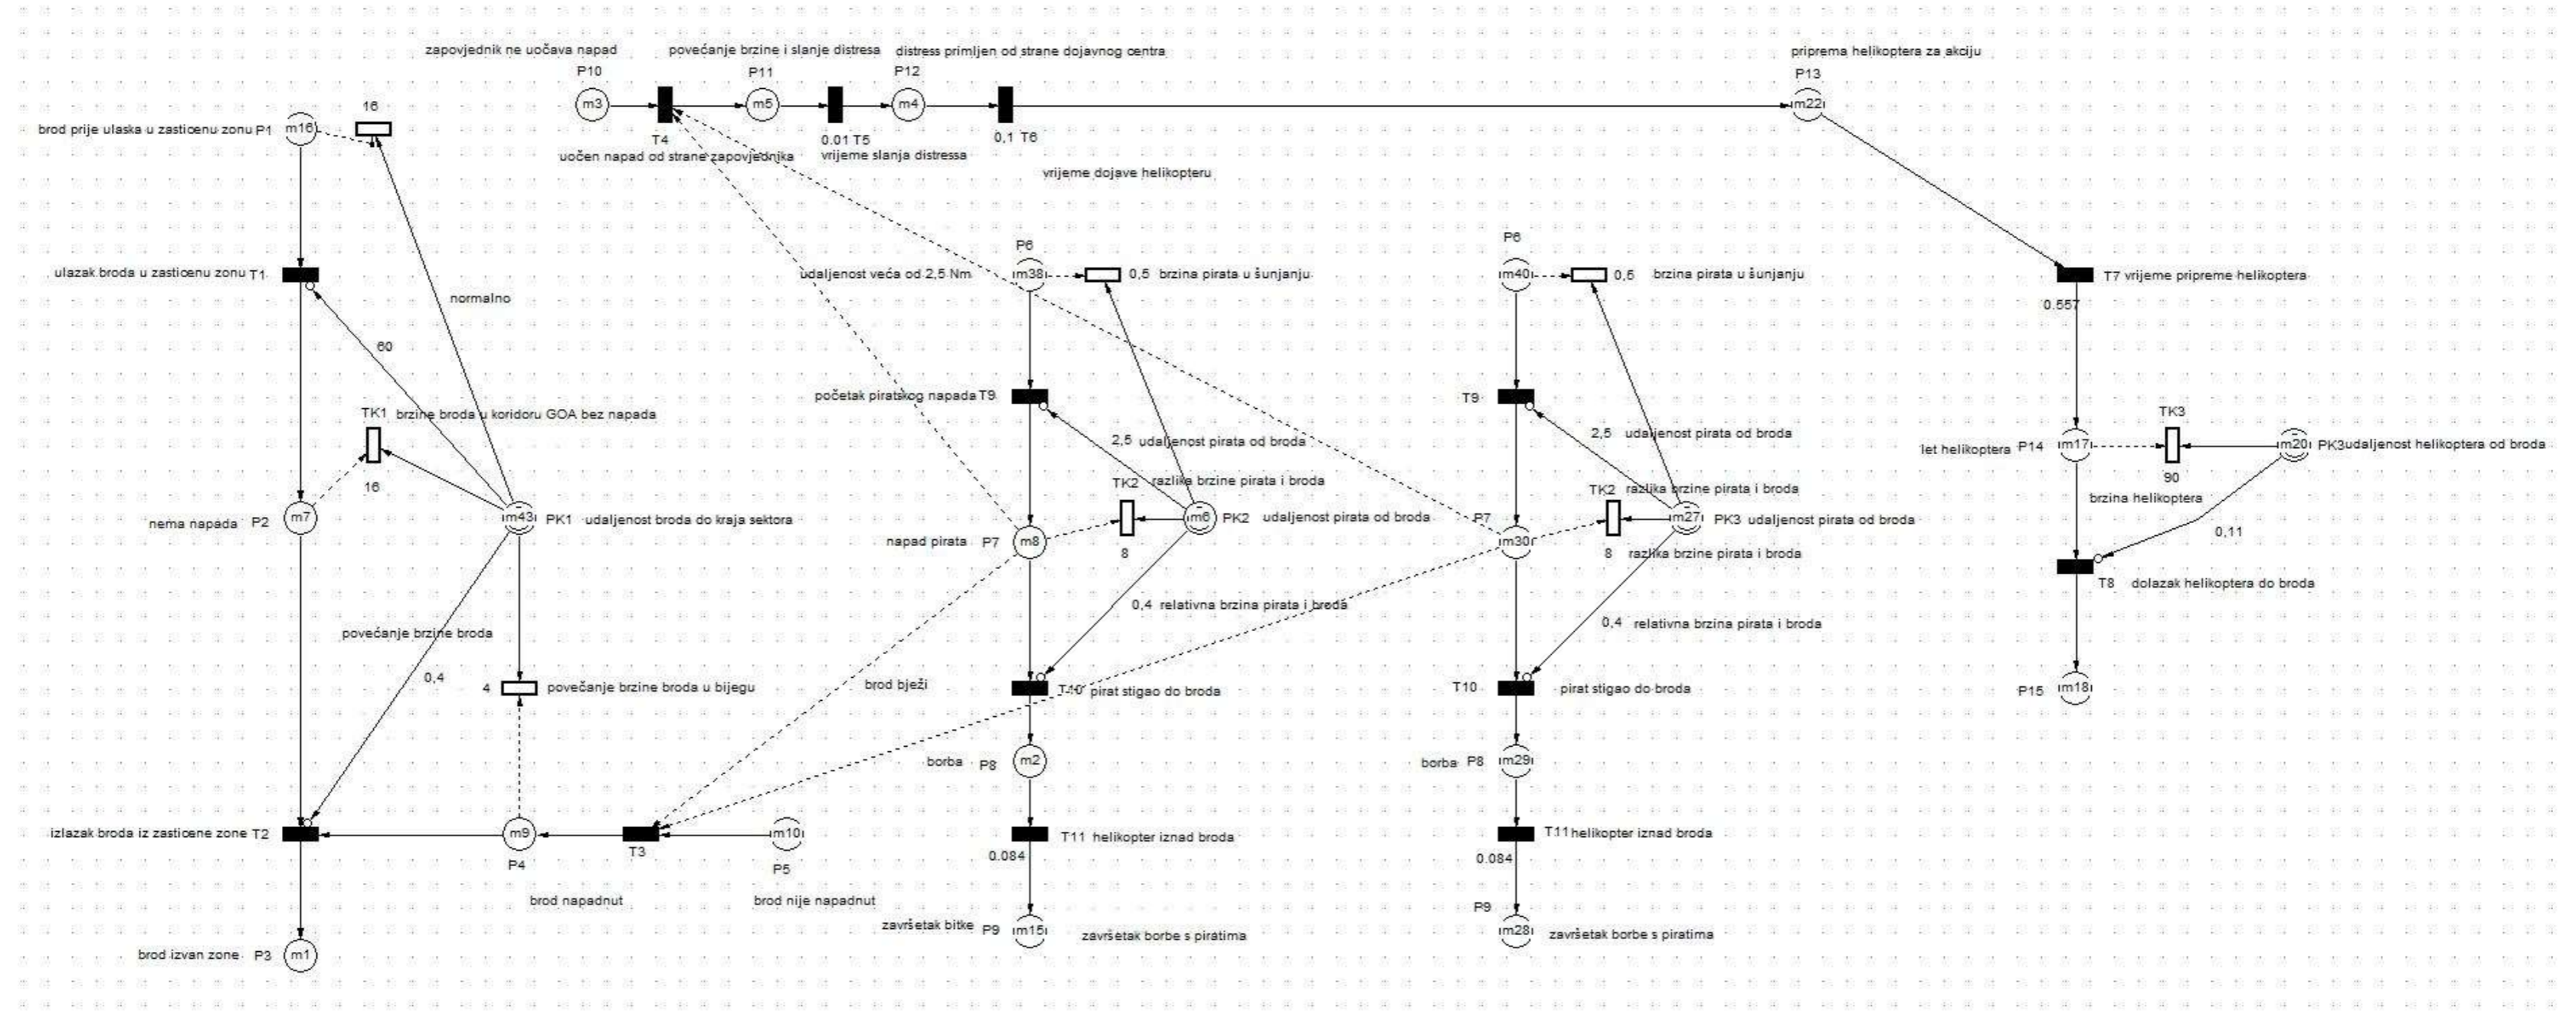 zapovjednik ne uočava napad
povećanje brzine i slanje distresa
distress primljen od strane dojavnog centra
priprema helikoptera za akciju
P10
P11
P12
P13
m3
m5
m4
m22
T4
0.01 T5
0,1 T6
uočen napad od strane zapovjednika
vrijeme slanja distressa
vrijeme dojave helikopteru
16
brod prije ulaska u zasticenu zonu P1
m16
ulazak broda u zasticenu zonu T1
normalno
60
TK1 brzine broda u koridoru GOA bez napada
16
nema napada P2
m7
m43
PK1 udaljenost broda do kraja sektora
povećanje brzine broda
0,4
4
povečanje brzine broda u bijegu
izlazak broda iz zasticene zone T2
m9
P4
T3
m10
P5
brod napadnut
brod nije napadnut
brod izvan zone P3
m1
P6
udaljenost veća od 2,5 Nm
m38
0,5 brzina pirata u šunjanju
početak piratskog napada T9
2,5 udaljenost pirata od broda
TK2 razlika brzine pirata i broda
m6
PK2 udaljenost pirata od broda
8
napad pirata P7
m8
0,4 relativna brzina pirata i broda
brod bježi
T10 pirat stigao do broda
borba P8
m2
T11 helikopter iznad broda
0.084
završetak bitke P9
m15
završetak borbe s piratima
P6
m40
0,5 brzina pirata u šunjanju
T9
2,5 udaljenost pirata od broda
TK2 razlika brzine pirata i broda
m27
PK3 udaljenost pirata od broda
P7
m30
8 razlika brzine pirata i broda
0,4 relativna brzina pirata i broda
T10
pirat stigao do broda
borba P8
m29
T11 helikopter iznad broda
0.084
P9
m28
završetak borbe s piratima
T7 vrijeme pripreme helikoptera
0.557
TK3
let helikoptera P14
m17
m20
PK3udaljenost helikoptera od broda
90
brzina helikoptera
0,11
T8 dolazak helikoptera do broda
P15
m18